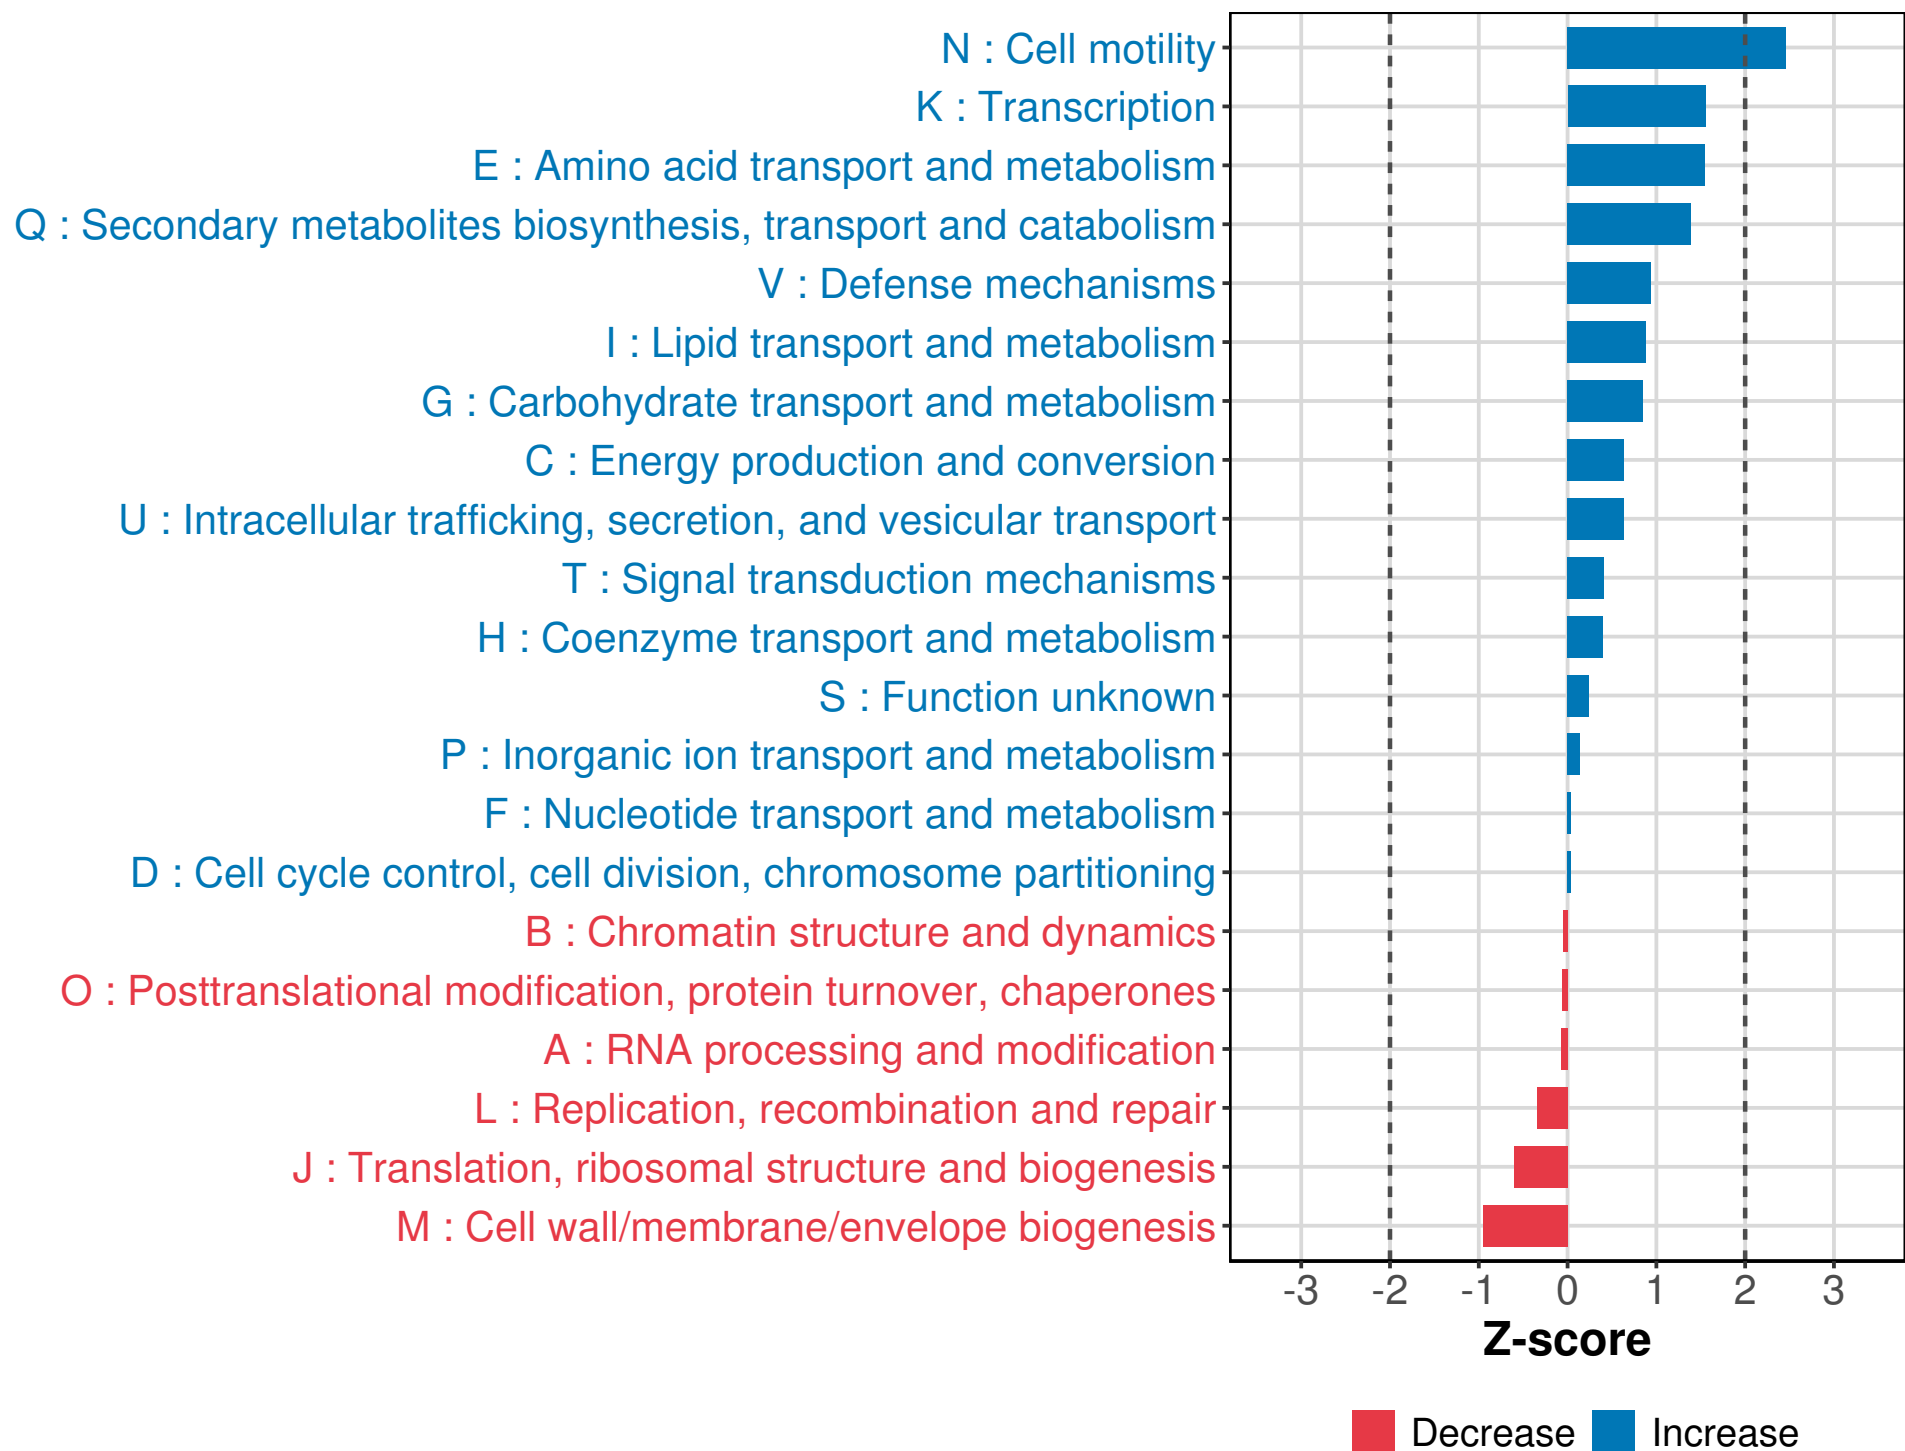 N : Cell motility
K : Transcription
E : Amino acid transport and metabolism
Q : Secondary metabolites biosynthesis, transport and catabolism
V : Defense mechanisms
I : Lipid transport and metabolism
G : Carbohydrate transport and metabolism
C : Energy production and conversion
U : Intracellular trafficking, secretion, and vesicular transport
T : Signal transduction mechanisms
H : Coenzyme transport and metabolism
S : Function unknown
P : Inorganic ion transport and metabolism
F : Nucleotide transport and metabolism
D : Cell cycle control, cell division, chromosome partitioning
B : Chromatin structure and dynamics
O : Posttranslational modification, protein turnover, chaperones
A : RNA processing and modification
L : Replication, recombination and repair
J : Translation, ribosomal structure and biogenesis
M : Cell wall/membrane/envelope biogenesis
-3 -2 -1 0 1 2 3
Z-score
Decrease Increase